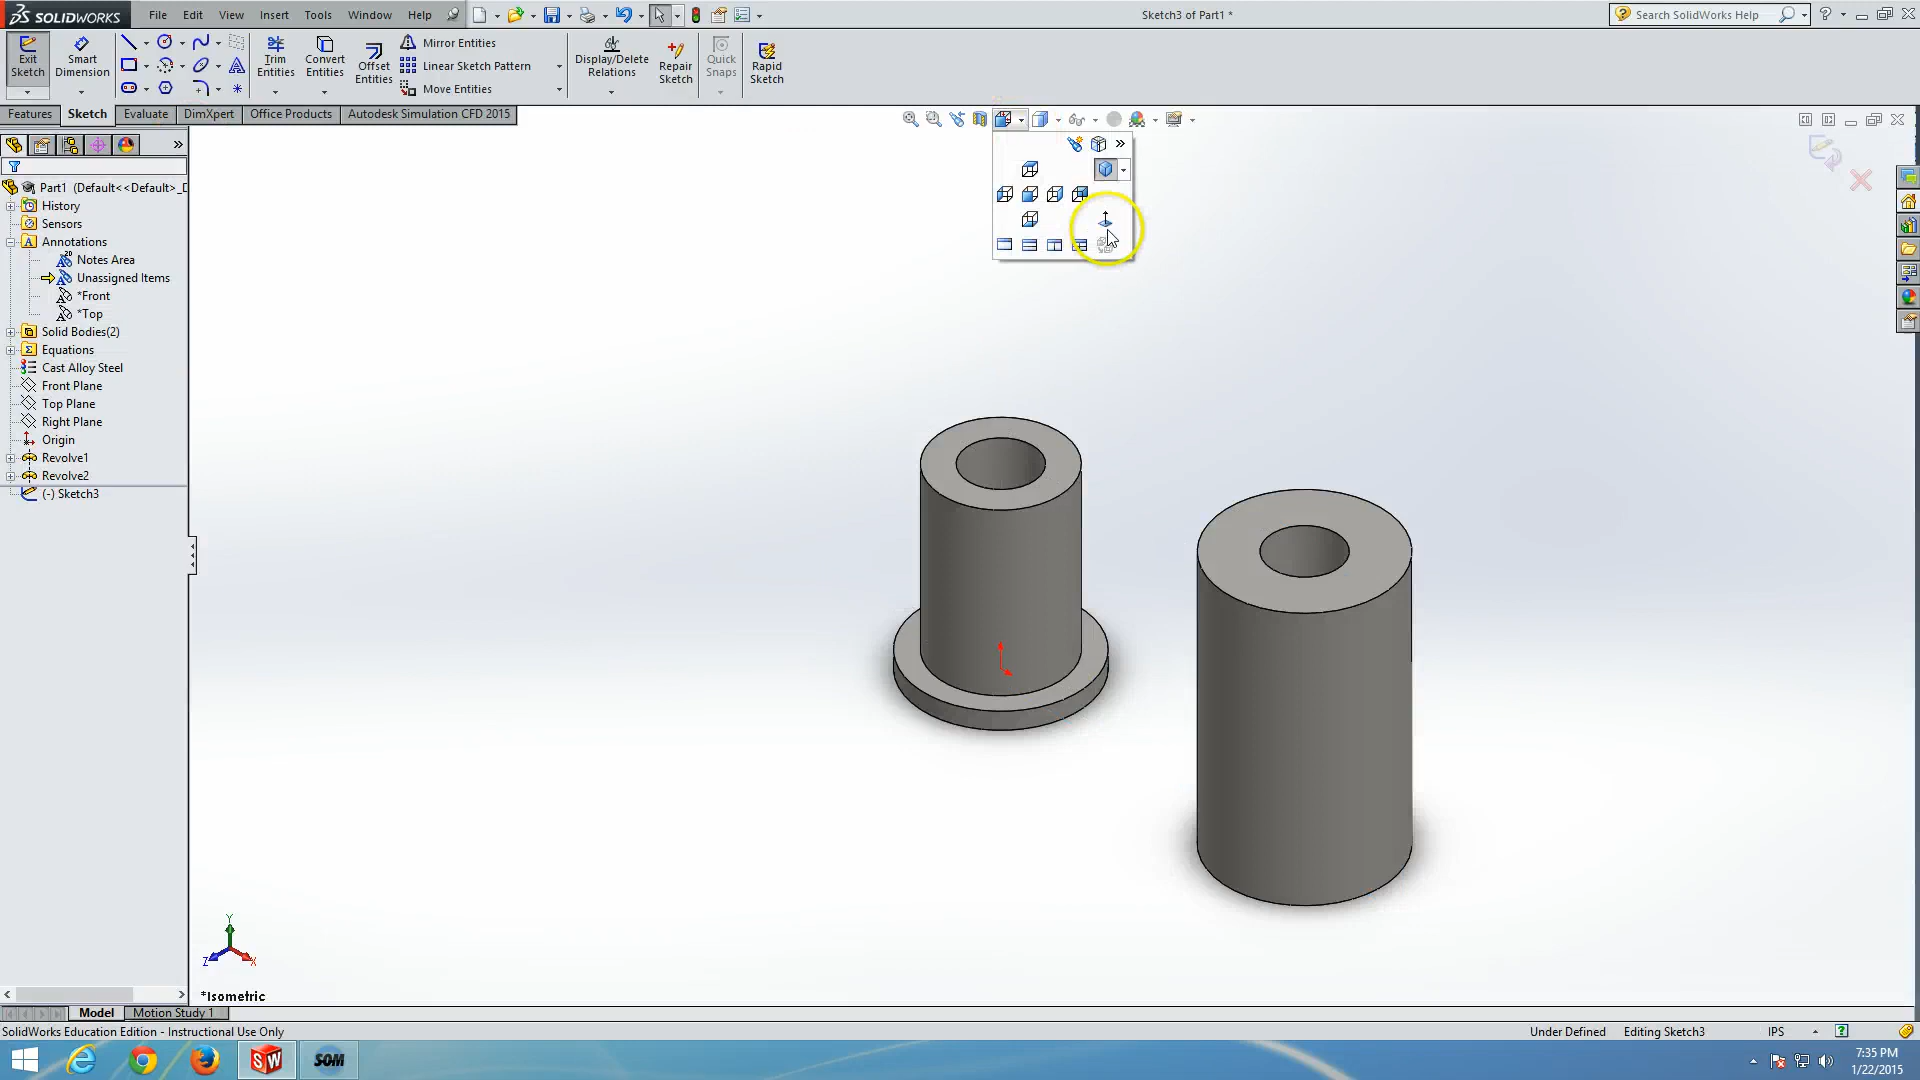 SOLIDWORKS File Edit View Insert Tools Window Help Sketch3 of Part1 * Search SolidWorks Help
Exit Sketch
Smart Dimension
Trim Entities
Convert Entities
Offset Entities
Mirror Entities
Linear Sketch Pattern
Move Entities
Display/Delete Relations
Repair Sketch
Quick Snaps
Rapid Sketch
Features Sketch Evaluate DimXpert Office Products Autodesk Simulation CFD 2015
Part1 (Default<<Default>_D
History
Sensors
Annotations
Notes Area
Unassigned Items
*Front
*Top
Solid Bodies(2)
Equations
Cast Alloy Steel
Front Plane
Top Plane
Right Plane
Origin
Revolve1
Revolve2
(-) Sketch3
Y
Z X
*Isometric
Model Motion Study 1
SolidWorks Education Edition - Instructional Use Only Under Defined Editing Sketch3 IPS
SW SOM
7:35 PM
1/22/2015